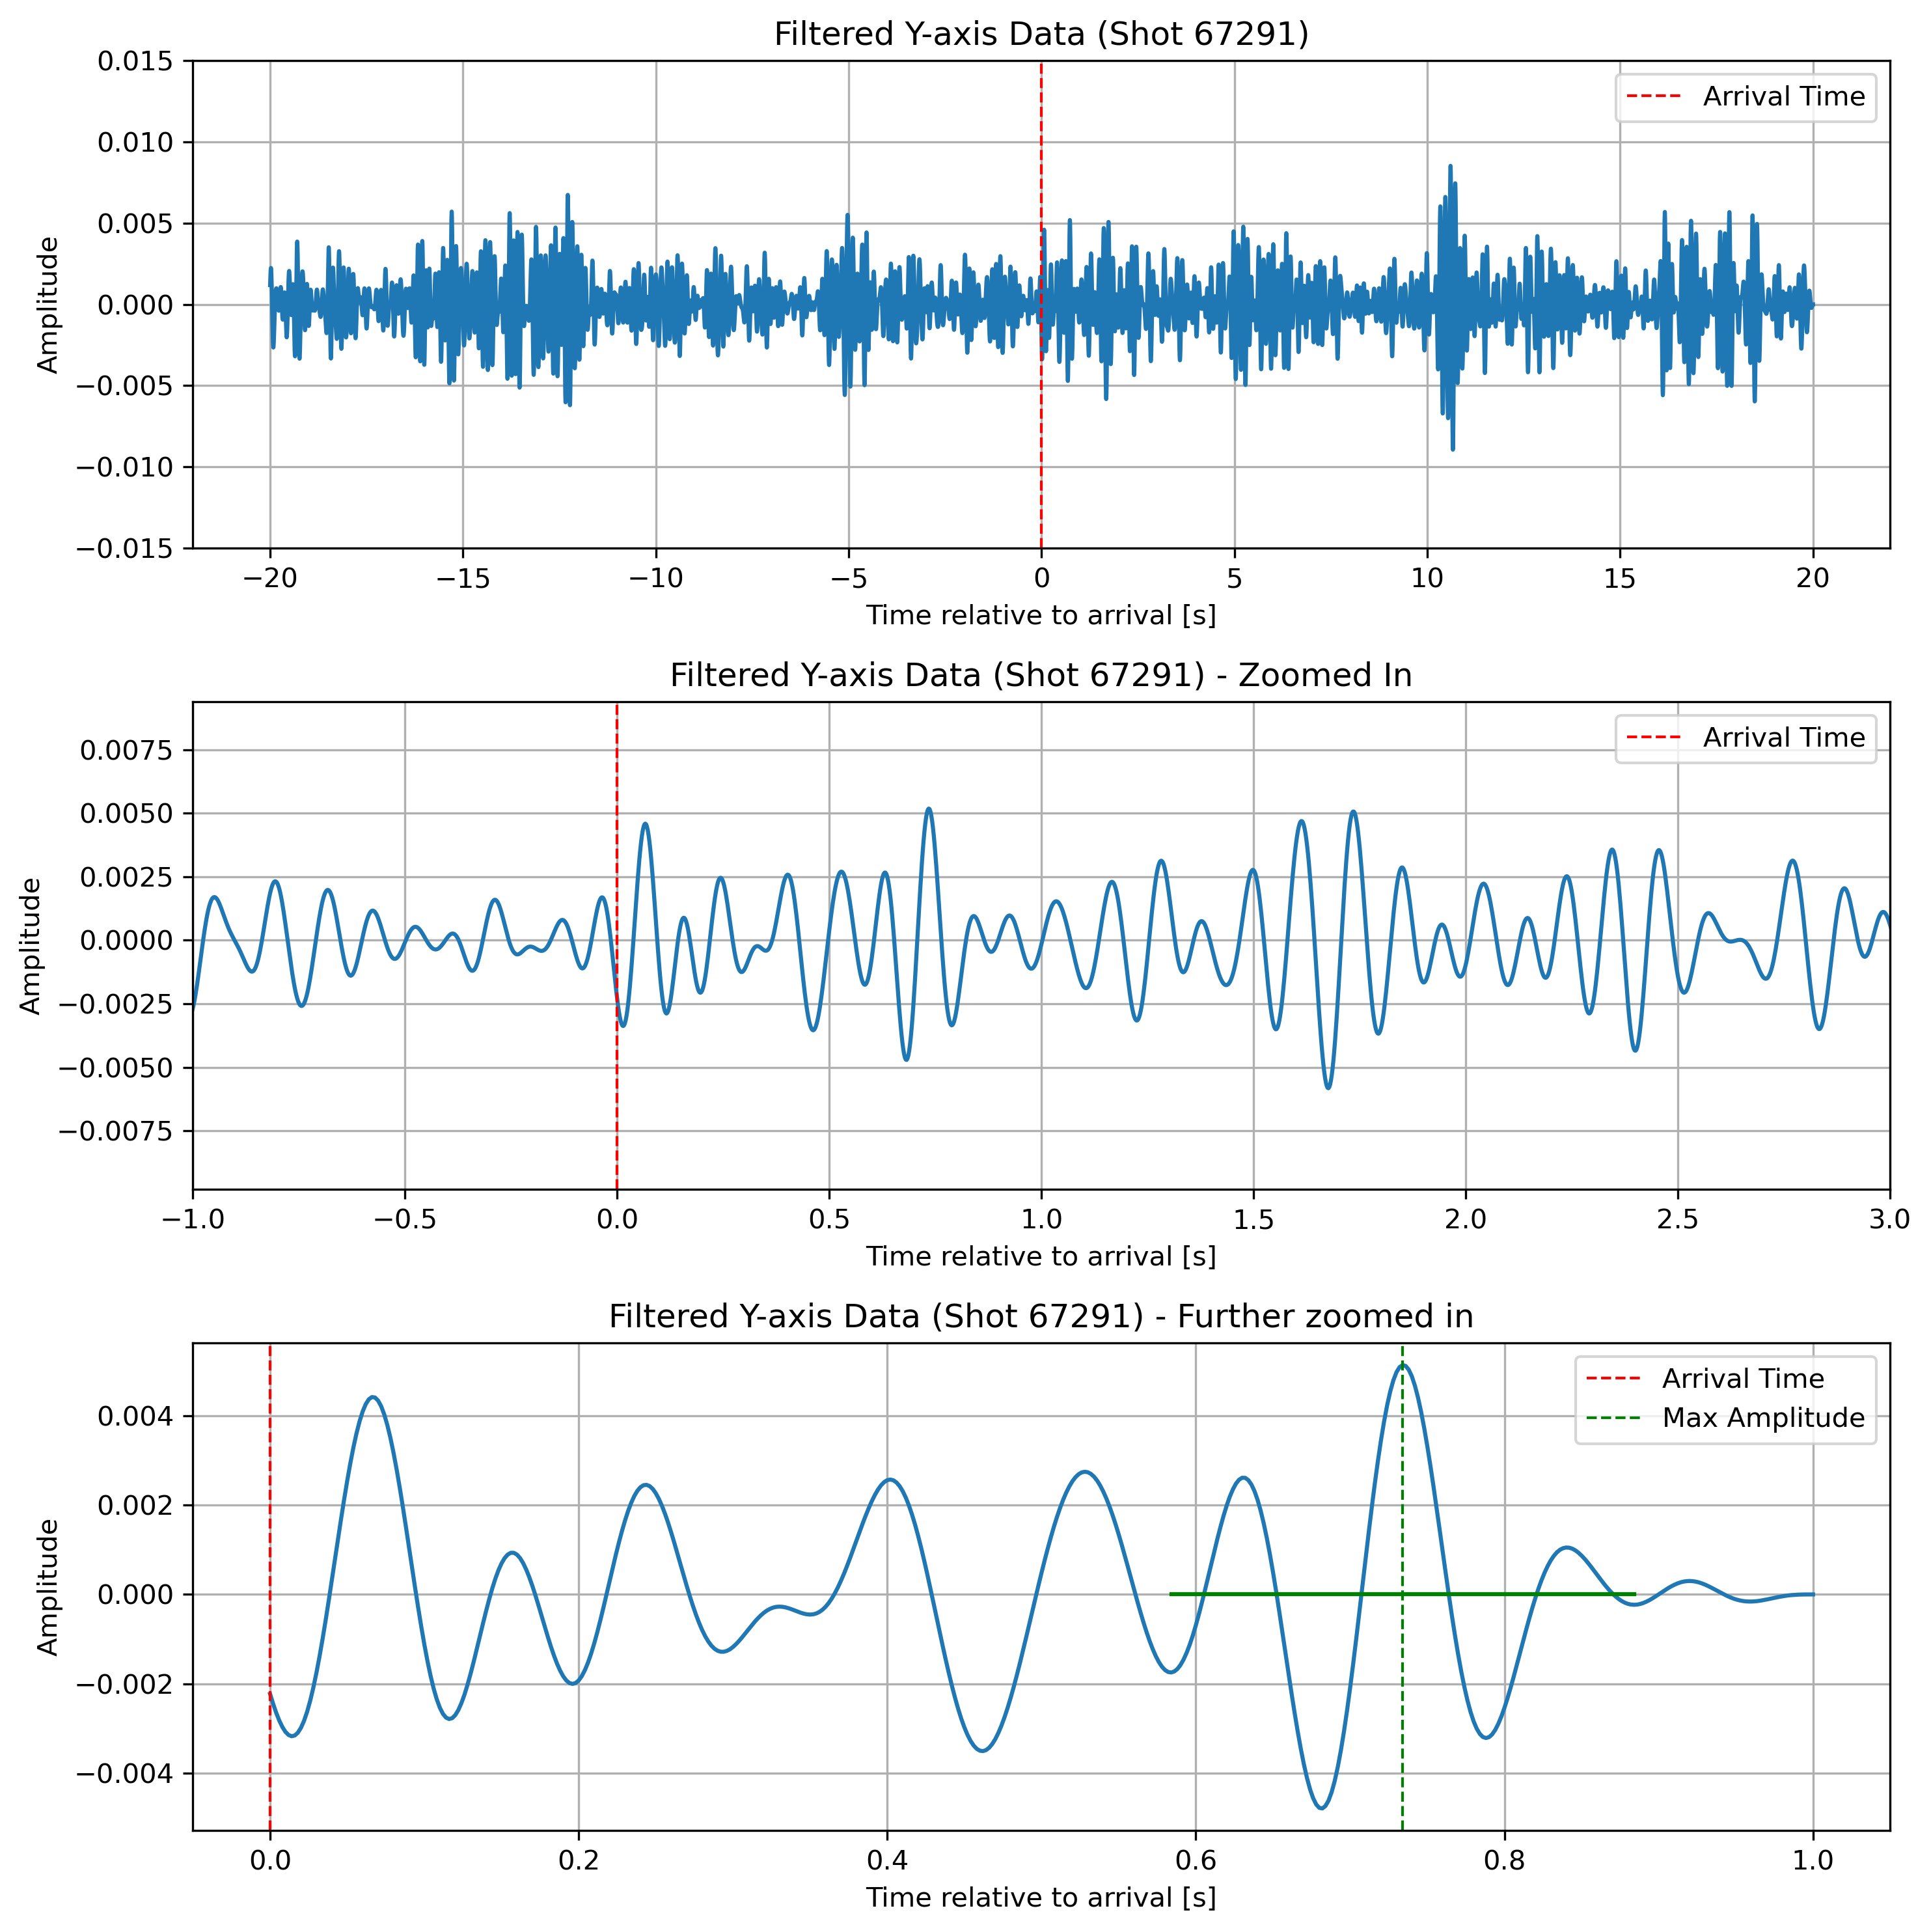 Filtered Y-axis Data (Shot 67291)
0.015
0.010
0.005
0.000
−0.005
−0.010
−0.015
Amplitude
Arrival Time
−20 −15 −10 −5 0 5 10 15 20
Time relative to arrival [s]
Filtered Y-axis Data (Shot 67291) - Zoomed In
0.0075
0.0050
0.0025
0.0000
−0.0025
−0.0050
−0.0075
Amplitude
Arrival Time
−1.0 −0.5 0.0 0.5 1.0 1.5 2.0 2.5 3.0
Time relative to arrival [s]
Filtered Y-axis Data (Shot 67291) - Further zoomed in
0.004
0.002
0.000
−0.002
−0.004
Amplitude
Arrival Time
Max Amplitude
0.0 0.2 0.4 0.6 0.8 1.0
Time relative to arrival [s]